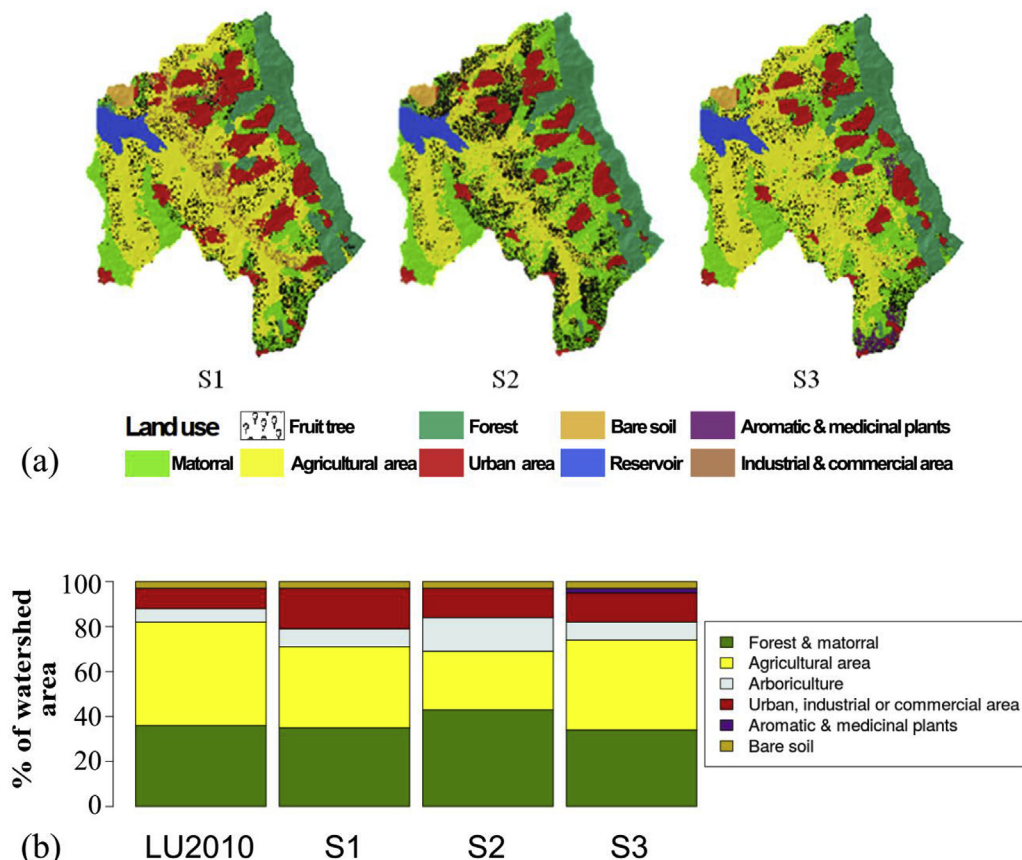 S1 S2 S3
Land use Fruit tree Forest Bare soil Aromatic & medicinal plants
(a) Matorral Agricultural area Urban area Reservoir Industrial & commercial area
% of watershed
area
100
80
60
40
20
0
Forest & matorral
Agricultural area
Arboriculture
Urban, industrial or commercial area
Aromatic & medicinal plants
Bare soil
(b) LU2010 S1 S2 S3